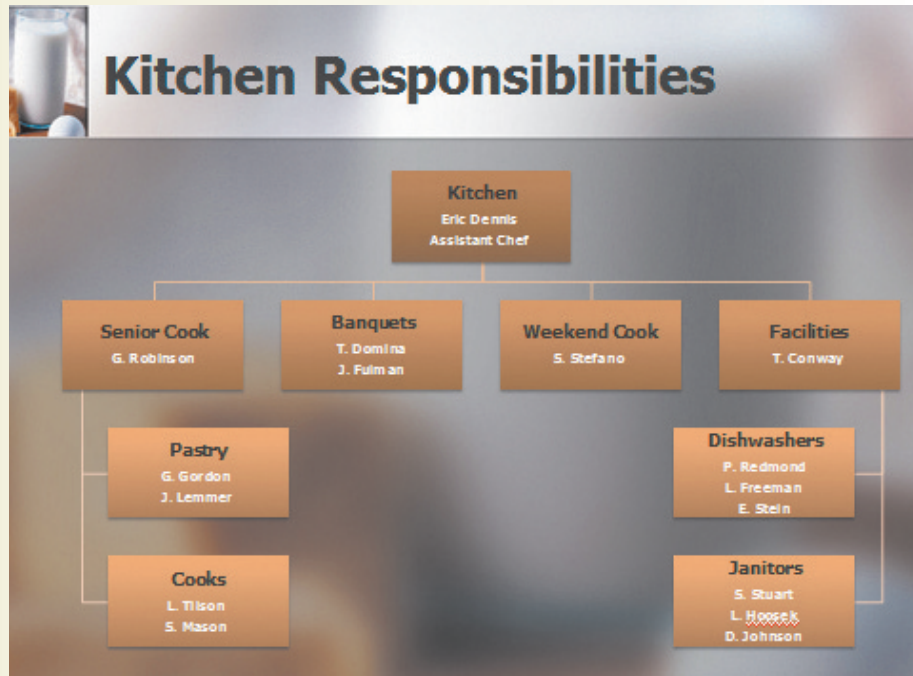 Kitchen Responsibilities
Kitchen
Eric Dennis
Assistant Chef
Senior Cook
G. Robinson
Banquets
T. Domina
J. Fulman
Weekend Cook
S. Stefano
Facilities
T. Conway
Pastry
G. Gordon
J. Lemmer
Dishwashers
P. Redmond
L. Freeman
E. Stein
Cooks
L. Tilson
S. Mason
Janitors
S. Stuart
L. Hoosek
D. Johnson